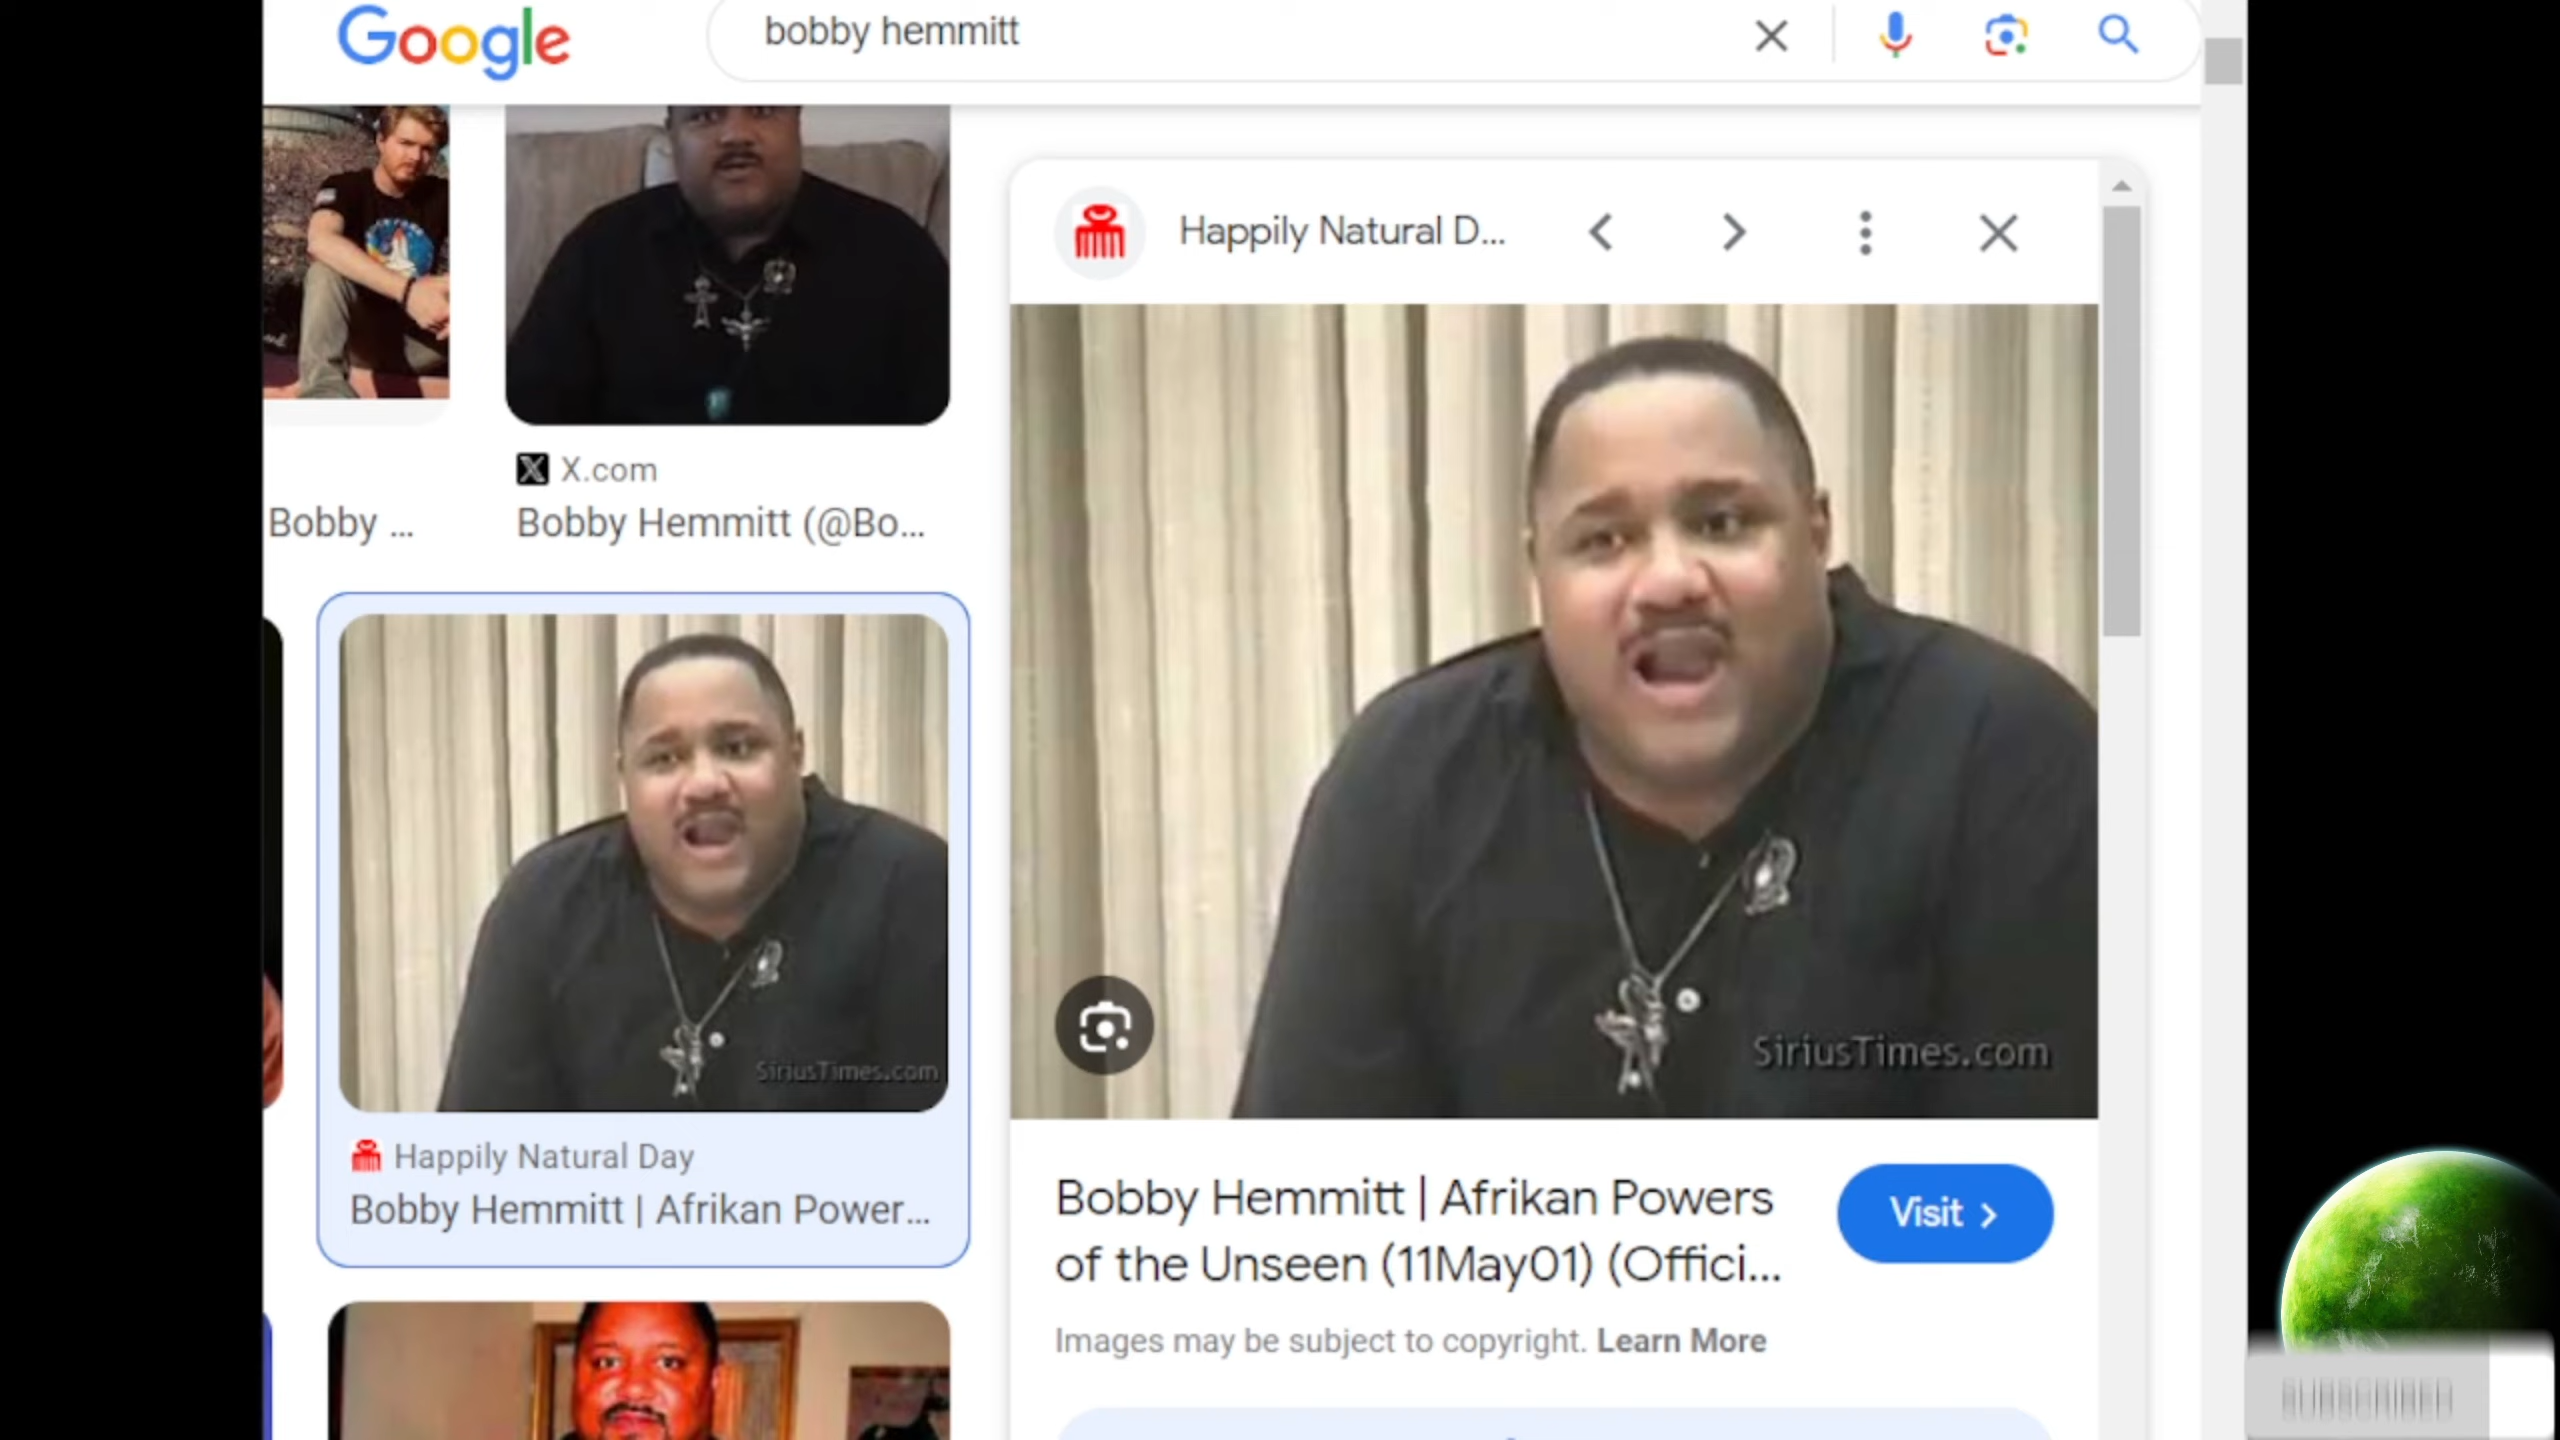 Google
bobby hemmitt
Happily Natural D...
X.com
Bobby ...
Bobby Hemmitt (@Bo...
SiriusTimes.com
SiriusTimes.com
Happily Natural Day
Bobby Hemmitt | Afrikan Power...
Bobby Hemmitt | Afrikan Powers
of the Unseen (11May01) (Offici...
Visit
Images may be subject to copyright. Learn More
SUBSCRIBED